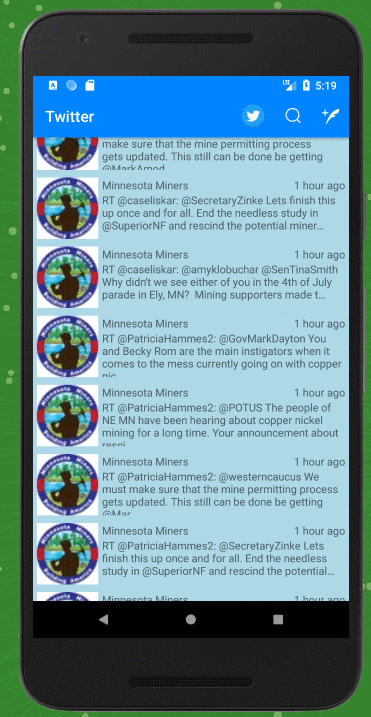 LTE 5:19
Twitter
make sure that the mine permitting process
gets updated. This still can be done be getting
@MarkAmod
Minnesota Miners 1 hour ago
RT @caseliskar: @SecretaryZinke Lets finish this
up once and for all. End the needless study in
@SuperiorNF and rescind the potential miner...
Minnesota Miners 1 hour ago
RT @caseliskar: @amyklobuchar @SenTinaSmith
Why didn't we see either of you in the 4th of July
parade in Ely, MN? Mining supporters made t...
Minnesota Miners 1 hour ago
RT @PatriciaHammes2: @GovMarkDayton You
and Becky Rom are the main instigators when it
comes to the mess currently going on with copper
nic
Minnesota Miners 1 hour ago
RT @PatriciaHammes2: @POTUS The people of
NE MN have been hearing about copper nickel
mining for a long time. Your announcement about
resci
Minnesota Miners 1 hour ago
RT @PatriciaHammes2: @westerncaucus We
must make sure that the mine permitting process
gets updated. This still can be done be getting
@Mar
Minnesota Miners 1 hour ago
RT @PatriciaHammes2: @SecretaryZinke Lets
finish this up once and for all. End the needless
study in @SuperiorNF and rescind the potential...
Minnesota Miners 1 hour ago
Minnesota Miners
Building America